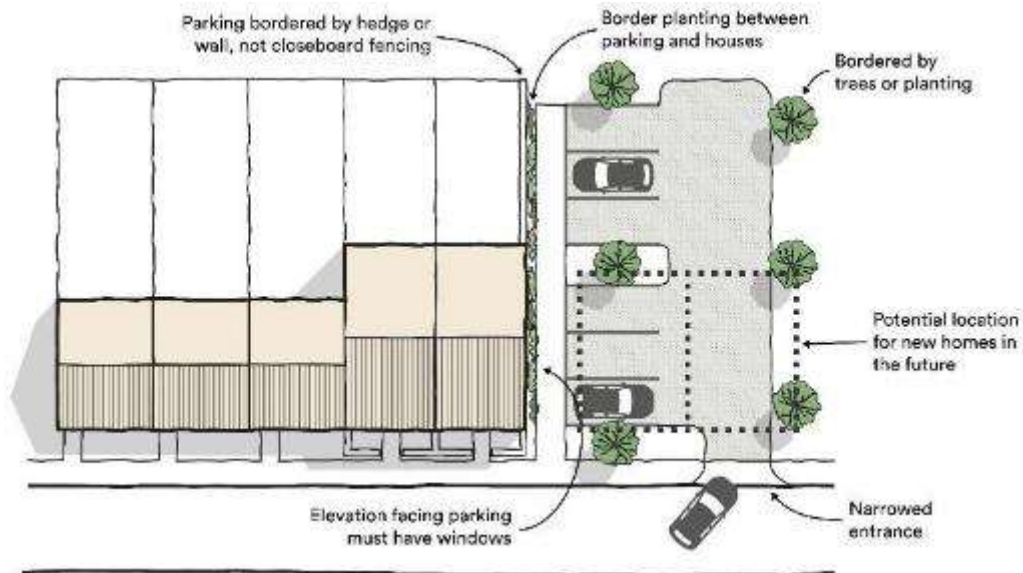 Parking bordered by hedge or
wall, not closeboard fencing
Border planting between
parking and houses
Bordered by
trees or planting
Potential location
for new homes in
the future
Elevation facing parking
must have windows
Narrowed
entrance